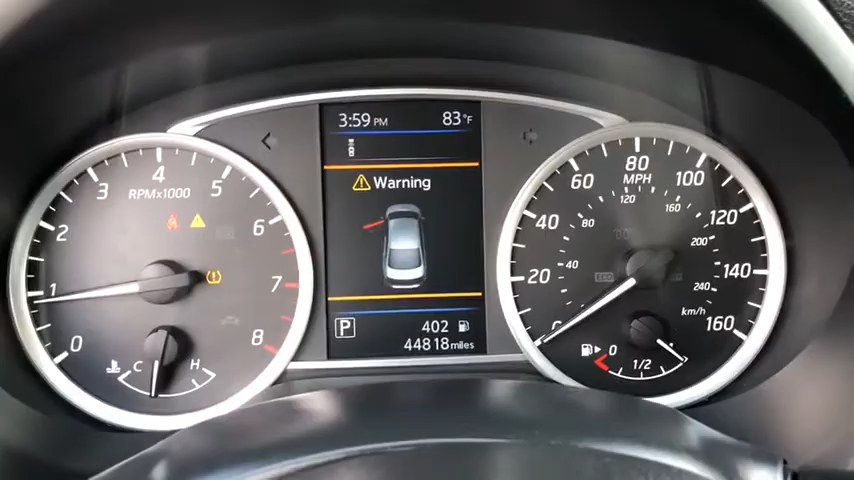 3:59 PM 83°F
Warning
P 402
44818 miles
RPMx1000
0 1 2 3 4 5 6 7 8
C H
MPH
0 20 40 60 80 100 120 140 160
40 80 120 160 200 240
km/h
ECO
0 1/2